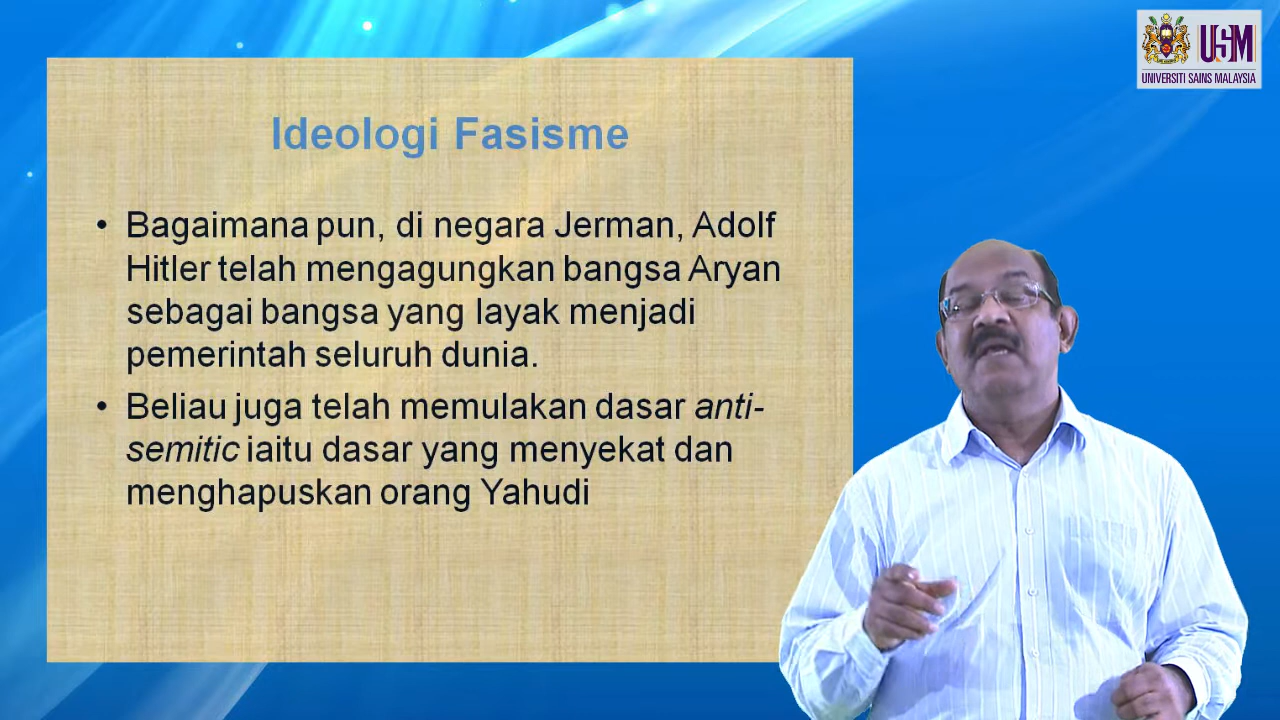 USM
UNIVERSITI SAINS MALAYSIA
Ideologi Fasisme
• Bagaimana pun, di negara Jerman, Adolf
Hitler telah mengagungkan bangsa Aryan
sebagai bangsa yang layak menjadi
pemerintah seluruh dunia.
• Beliau juga telah memulakan dasar anti-
semitic iaitu dasar yang menyekat dan
menghapuskan orang Yahudi